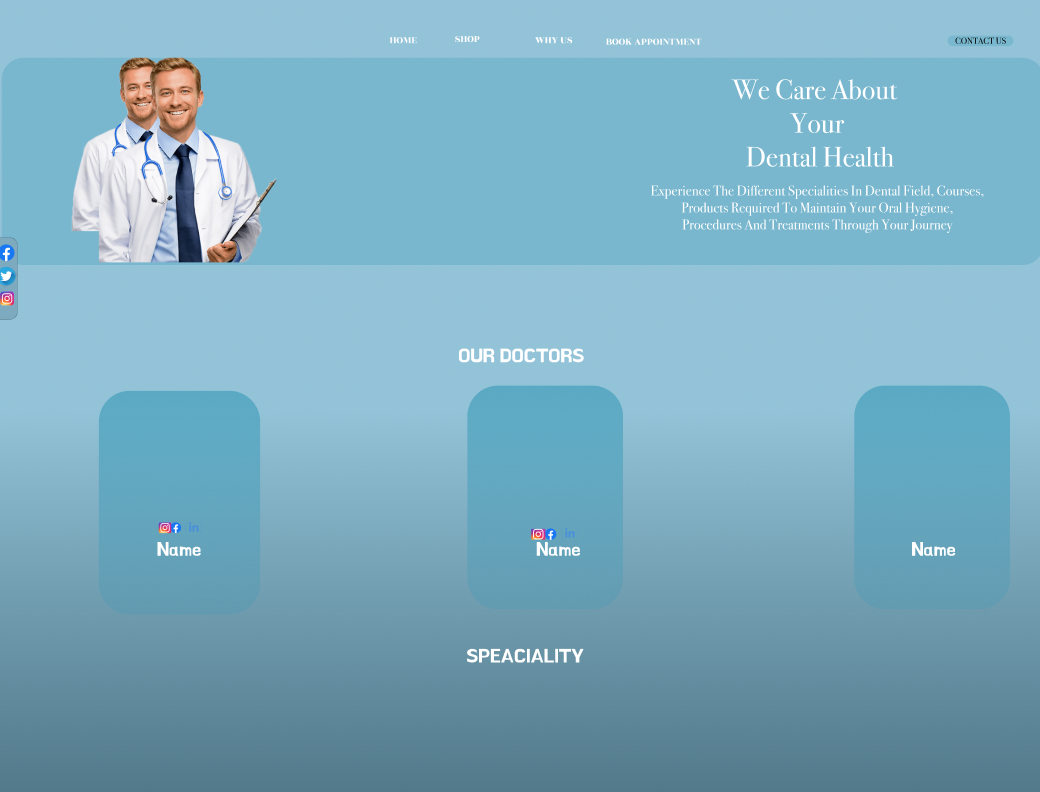 HOME SHOP WHY US BOOK APPOINTMENT CONTACT US
We Care About
Your
Dental Health
Experience The Different Specialities In Dental Field, Courses,
Products Required To Maintain Your Oral Hygiene,
Procedures And Treatments Through Your Journey
OUR DOCTORS
in in
Name Name Name
SPEACIALITY